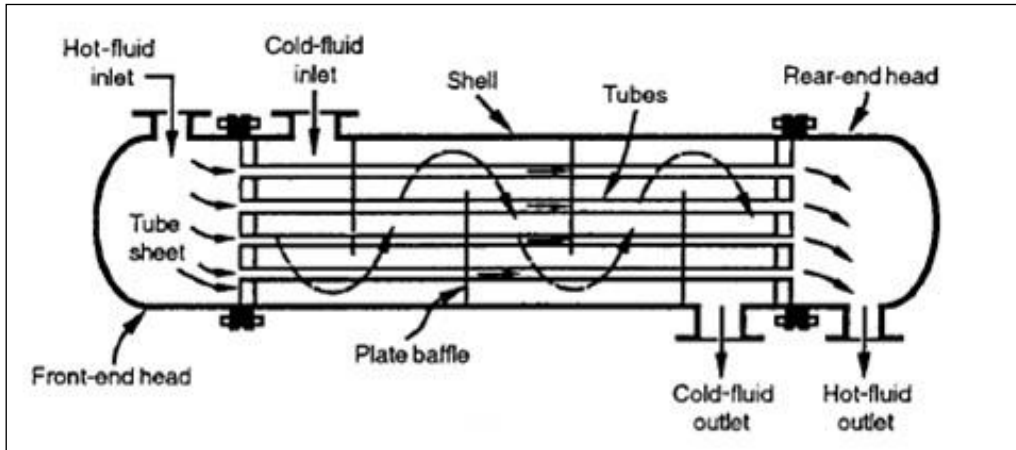 Hot-fluid
inlet
Cold-fluid
inlet
Shell
Tubes
Rear-end head
Tube
sheet
Plate baffle
Front-end head
Cold-fluid
outlet
Hot-fluid
outlet